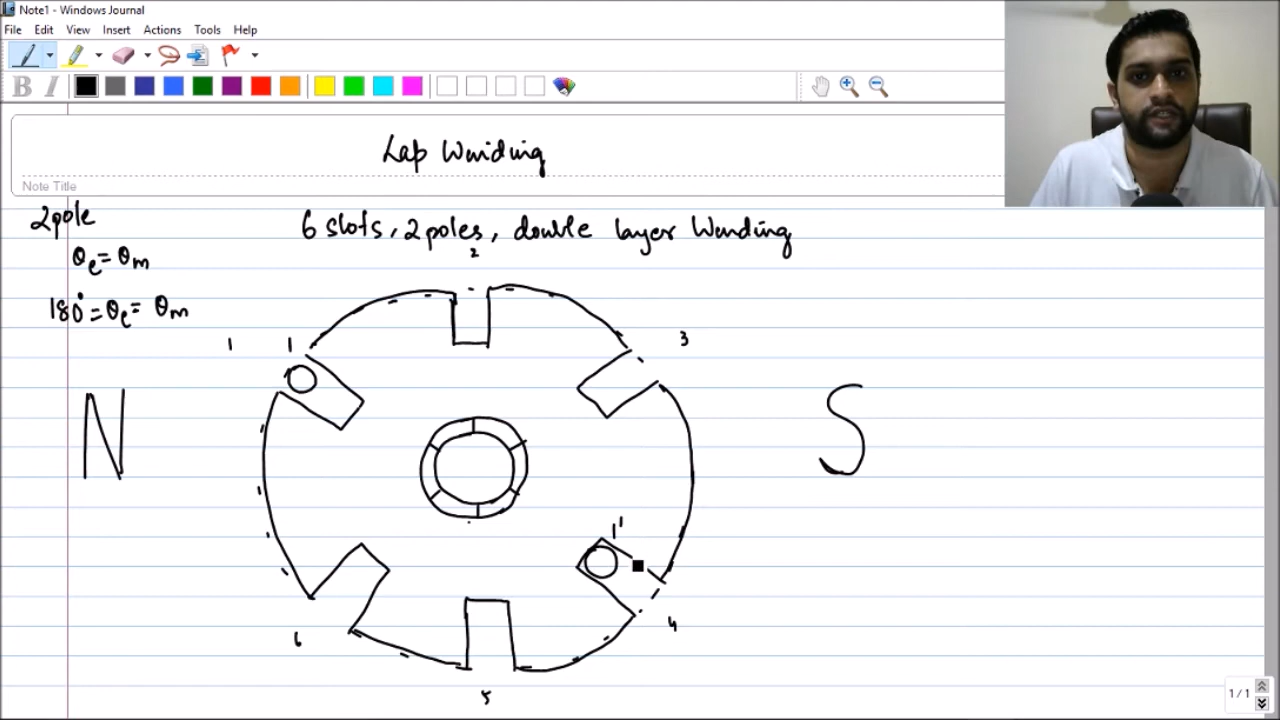 Note1 - Windows Journal
File Edit View Insert Actions Tools Help
B I
Lap Winding
Note Title
2pole
6 slots, 2 poles, double layer Winding
θe = θm
180° = θe = θm
2
1 1 3
N S
1'
4
6
5
1 / 1